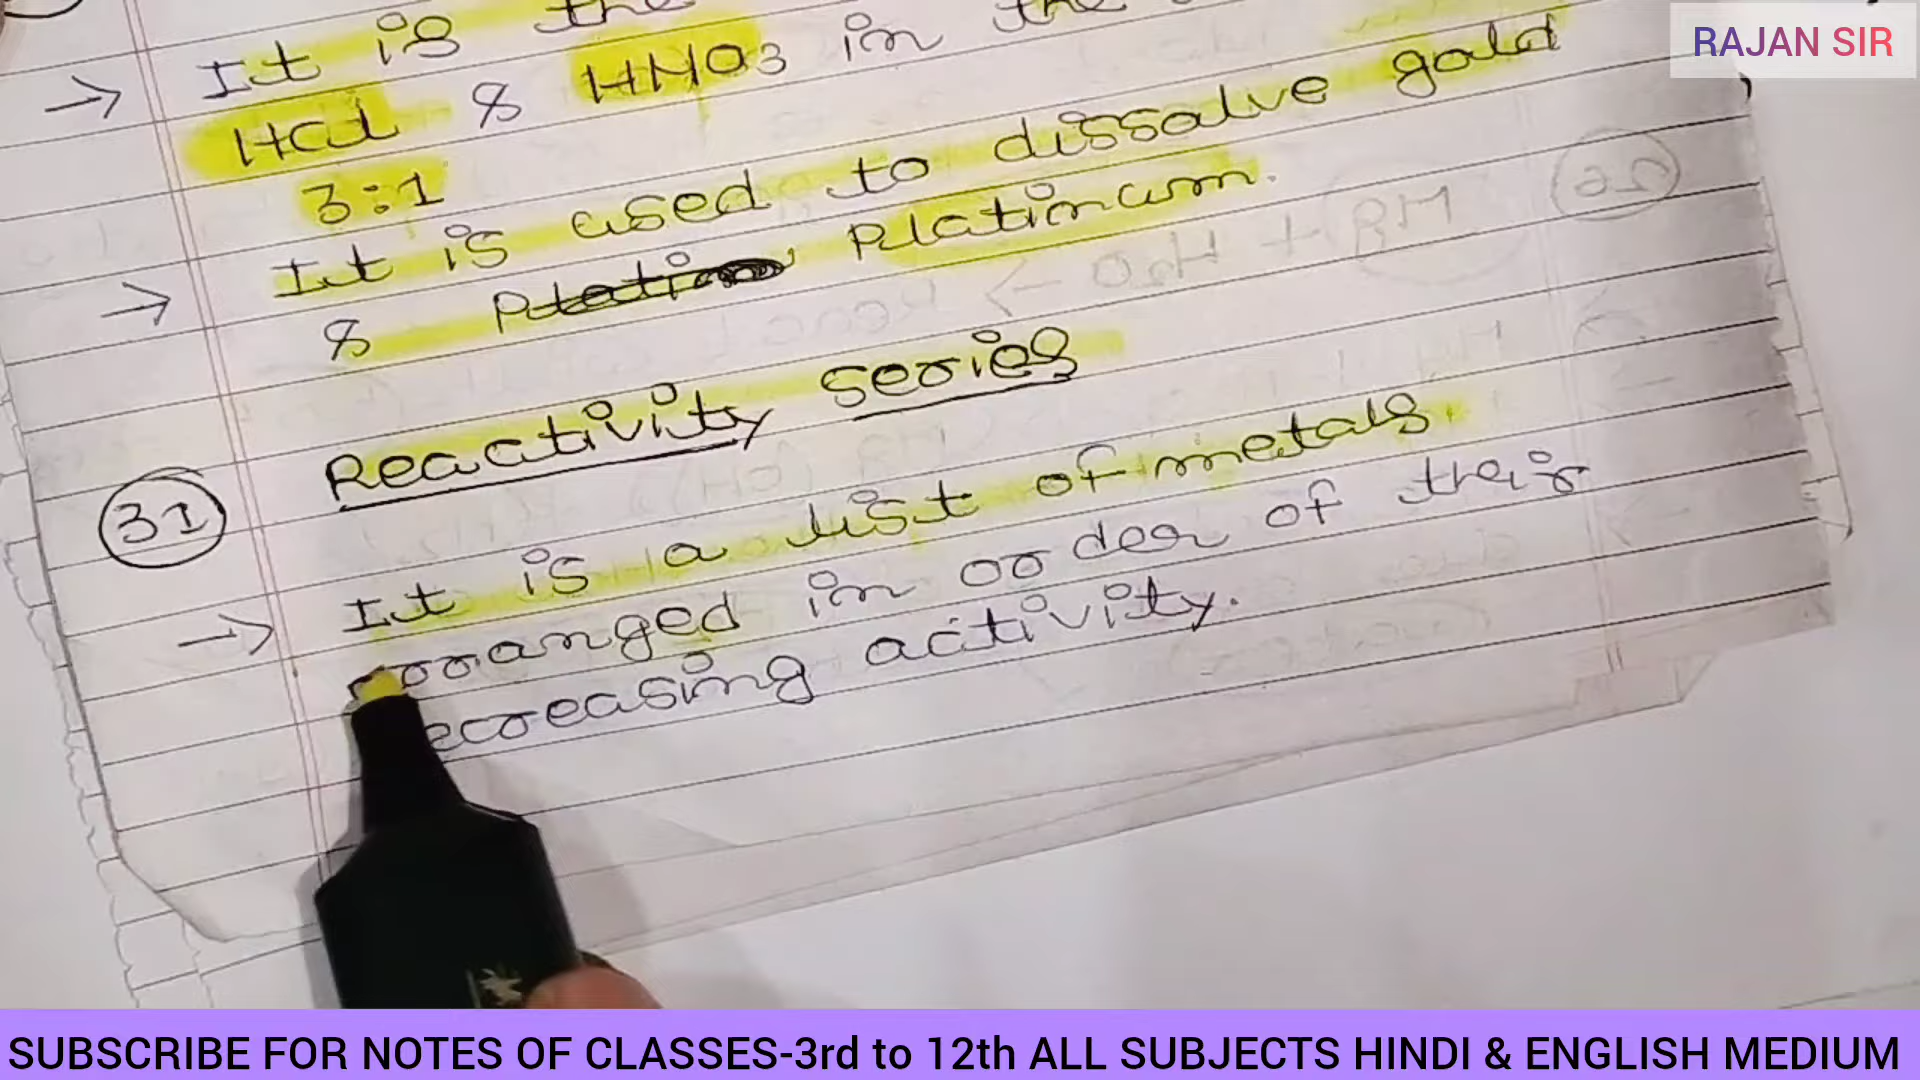 RAJAN SIR
→ It is the
HCl & HNO3 in the
3:1
→ It is used to dissolve gold
& Platinum.
31 Reactivity series
→ It is a list of metals
arranged in order of their
decreasing activity.
SUBSCRIBE FOR NOTES OF CLASSES-3rd to 12th ALL SUBJECTS HINDI & ENGLISH MEDIUM